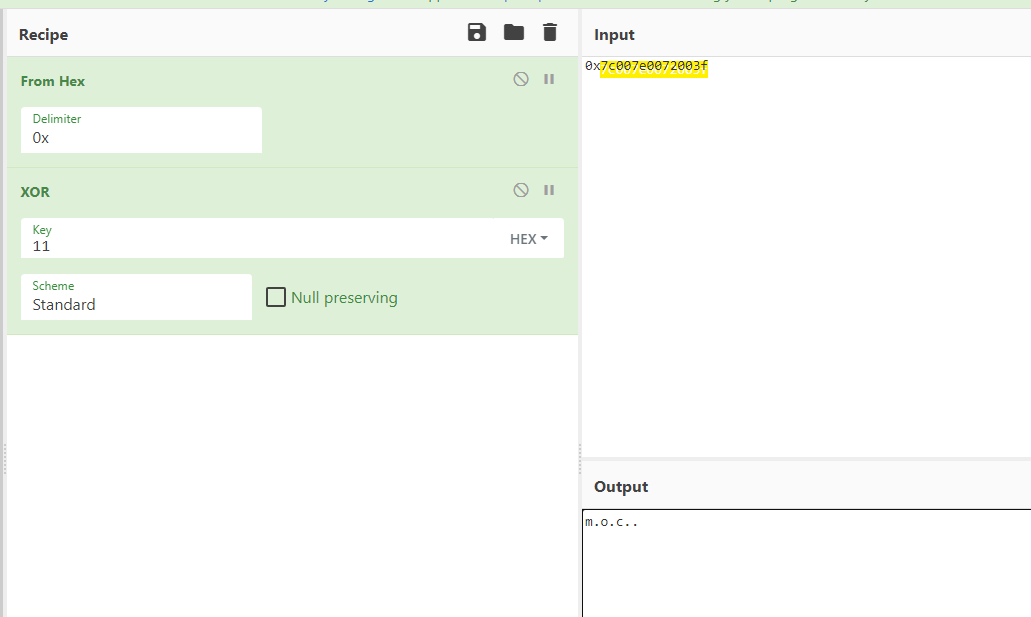 Recipe
From Hex
Delimiter
0x
XOR
Key
11
HEX
Scheme
Standard
Null preserving
Input
0x7c007e0072003f
Output
m.o.c..